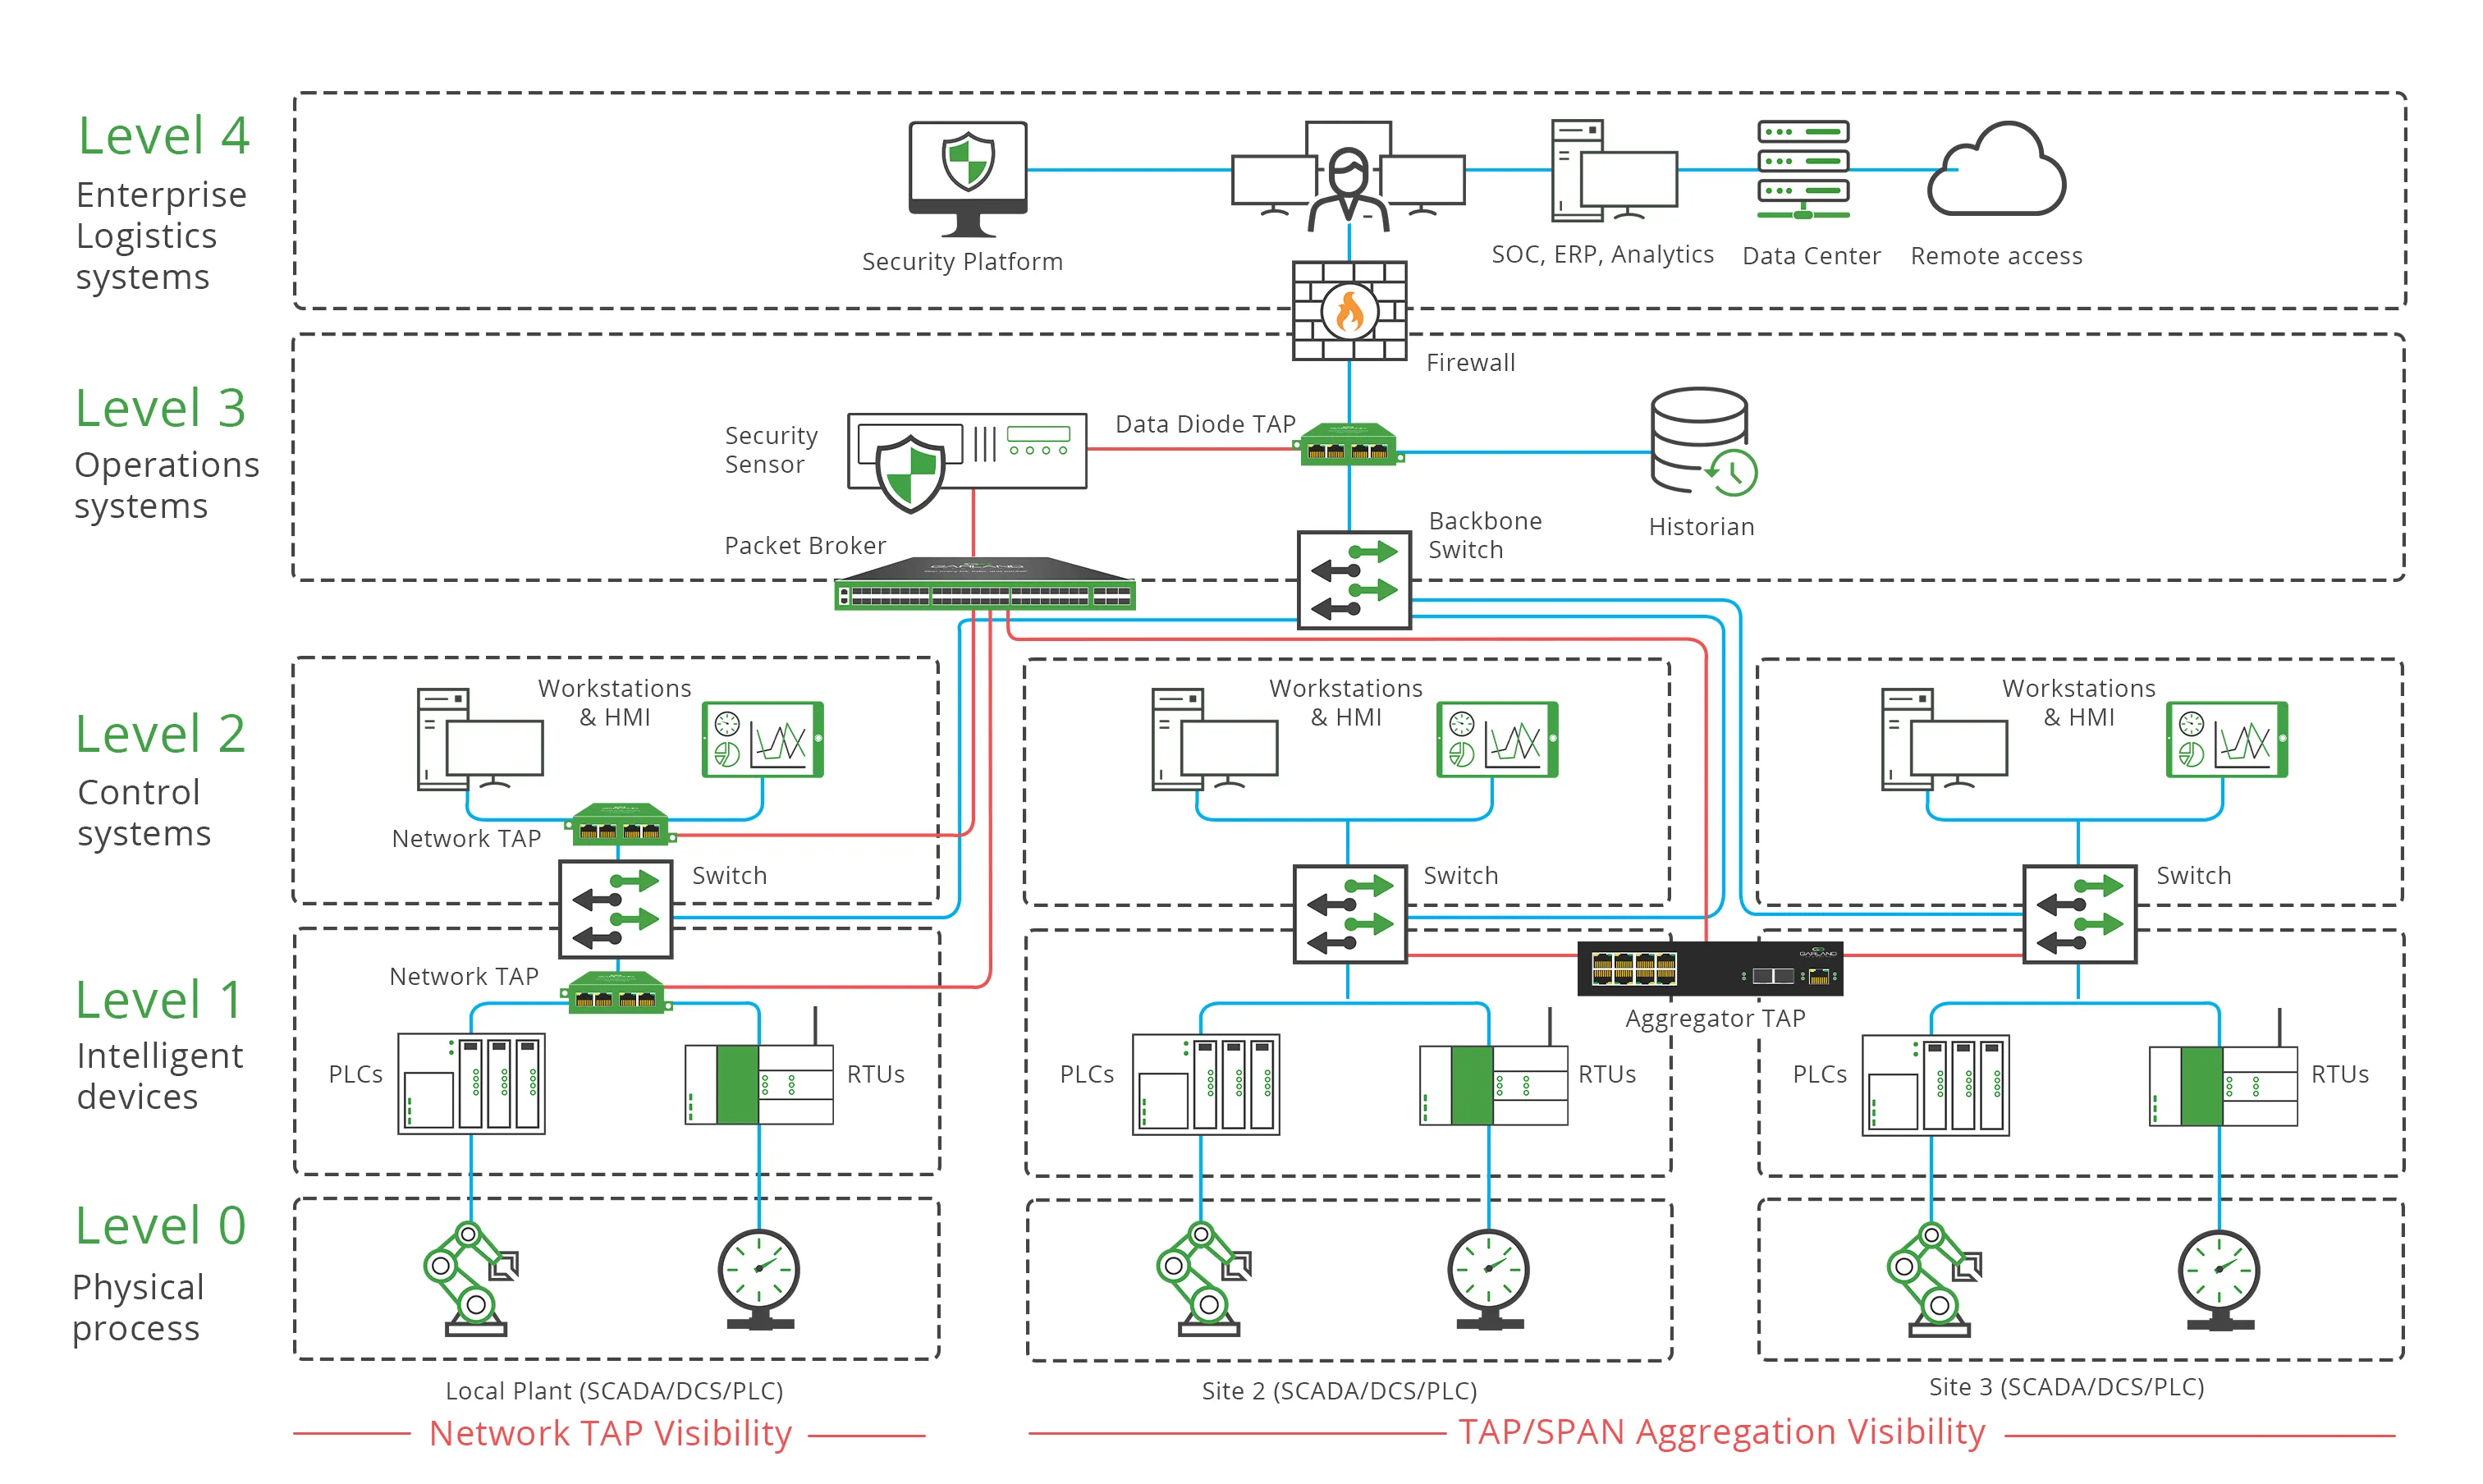 Level 4
Enterprise
Logistics
systems
Security Platform
SOC, ERP, Analytics
Data Center
Remote access
Firewall
Level 3
Operations
systems
Security
Sensor
Data Diode TAP
Packet Broker
Backbone
Switch
Historian
GARLAND
Level 2
Control
systems
Workstations
& HMI
Network TAP
Switch
Workstations
& HMI
Switch
Workstations
& HMI
Switch
Level 1
Intelligent
devices
Network TAP
PLCs
RTUs
GARLAND
Aggregator TAP
PLCs
RTUs
PLCs
RTUs
Level 0
Physical
process
Local Plant (SCADA/DCS/PLC)
Site 2 (SCADA/DCS/PLC)
Site 3 (SCADA/DCS/PLC)
Network TAP Visibility
TAP/SPAN Aggregation Visibility